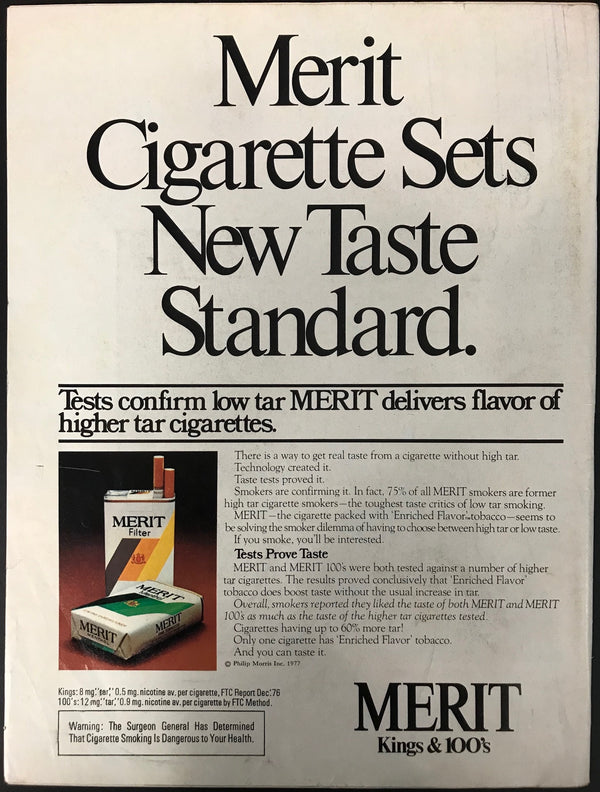 Merit
Cigarette Sets
New Taste
Standard.
Tests confirm low tar MERIT delivers flavor of
higher tar cigarettes.
MERIT
Filter
MERIT
MERIT
MERIT
There is a way to get real taste from a cigarette without high tar.
Technology created it.
Taste tests proved it.
Smokers are confirming it. In fact, 75% of all MERIT smokers are former
high tar cigarette smokers—the toughest taste critics of low tar smoking.
MERIT—the cigarette packed with 'Enriched Flavor'™ tobacco—seems to
be solving the smoker dilemma of having to choose between high tar or low taste.
If you smoke, you'll be interested.
Tests Prove Taste
MERIT and MERIT 100's were both tested against a number of higher
tar cigarettes. The results proved conclusively that 'Enriched Flavor'
tobacco does boost taste without the usual increase in tar.
Overall, smokers reported they liked the taste of both MERIT and MERIT
100's as much as the taste of the higher tar cigarettes tested.
Cigarettes having up to 60% more tar!
Only one cigarette has 'Enriched Flavor' tobacco.
And you can taste it.
© Philip Morris Inc. 1977
Kings: 8 mg. "tar," 0.5 mg. nicotine av. per cigarette, FTC Report Dec.'76
100's: 12 mg. "tar," 0.9 mg. nicotine av. per cigarette by FTC Method.
Warning: The Surgeon General Has Determined
That Cigarette Smoking Is Dangerous to Your Health.
MERIT
Kings & 100's